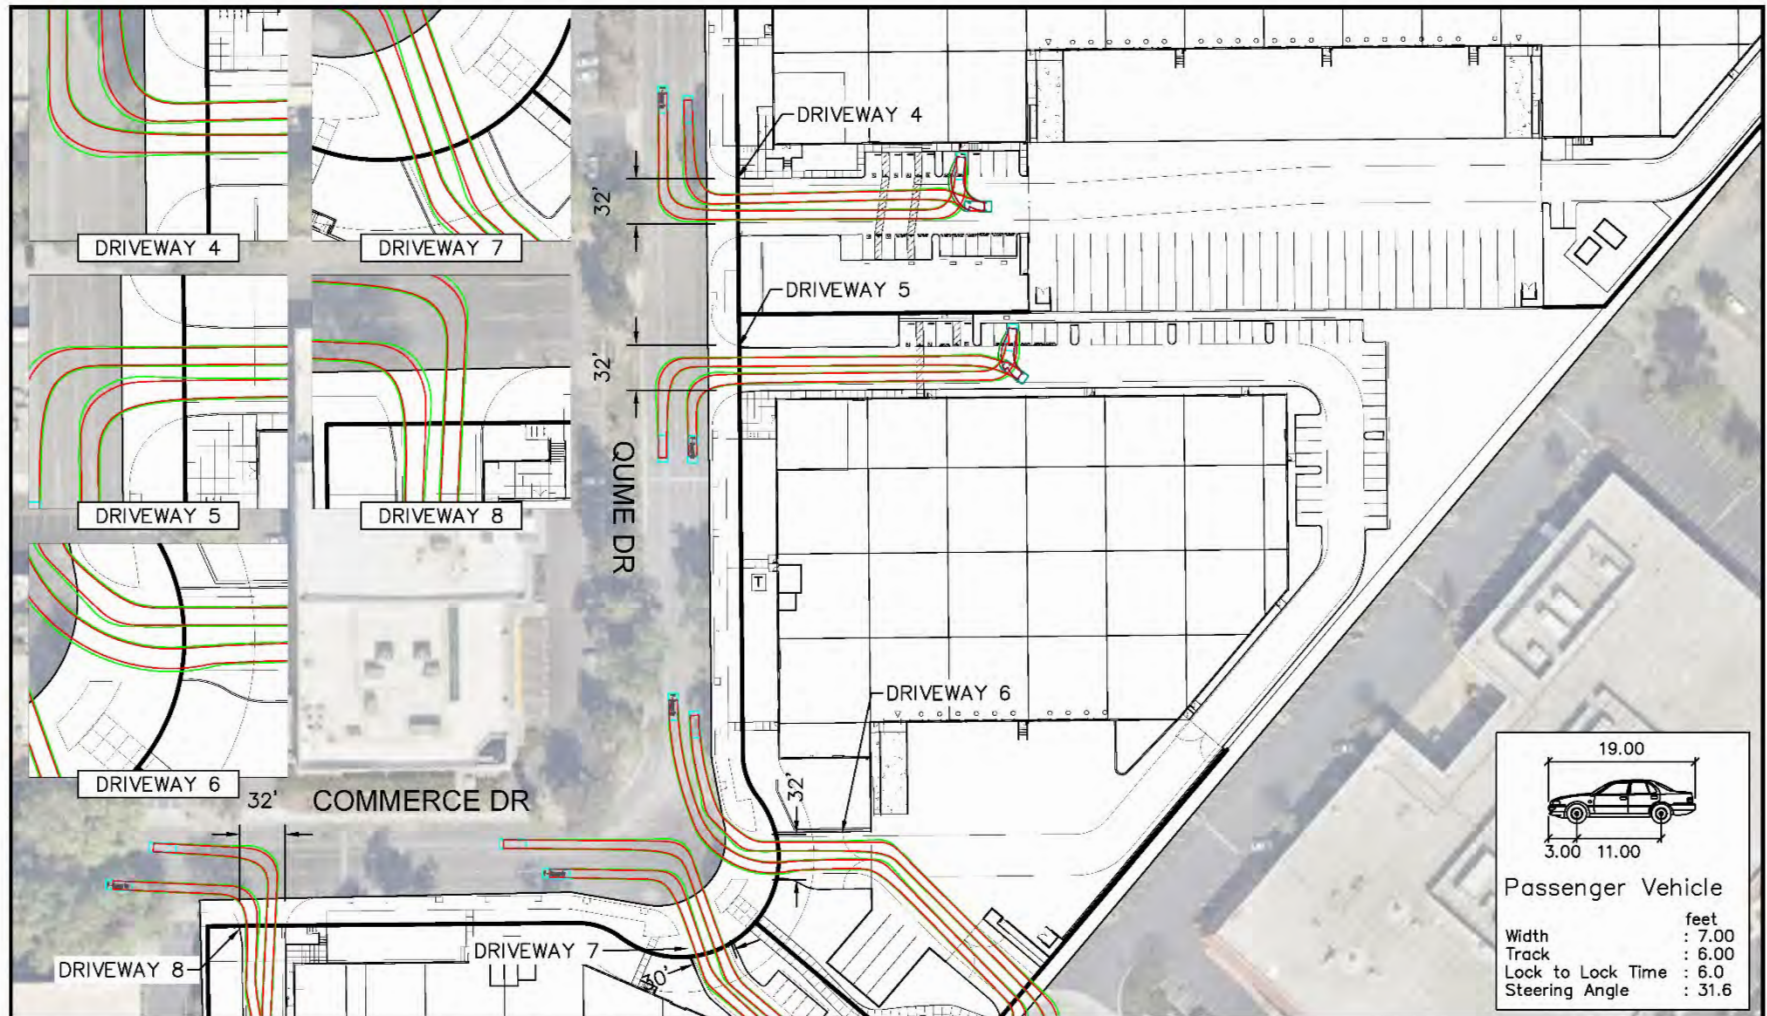 DRIVEWAY 4
DRIVEWAY 7
DRIVEWAY 5
DRIVEWAY 8
DRIVEWAY 6
DRIVEWAY 4
32'
DRIVEWAY 5
32'
QUME DR
T
DRIVEWAY 6
32'
32'
COMMERCE DR
DRIVEWAY 7
DRIVEWAY 8
30'
19.00
3.00 11.00
Passenger Vehicle
feet
Width : 7.00
Track : 6.00
Lock to Lock Time : 6.0
Steering Angle : 31.6